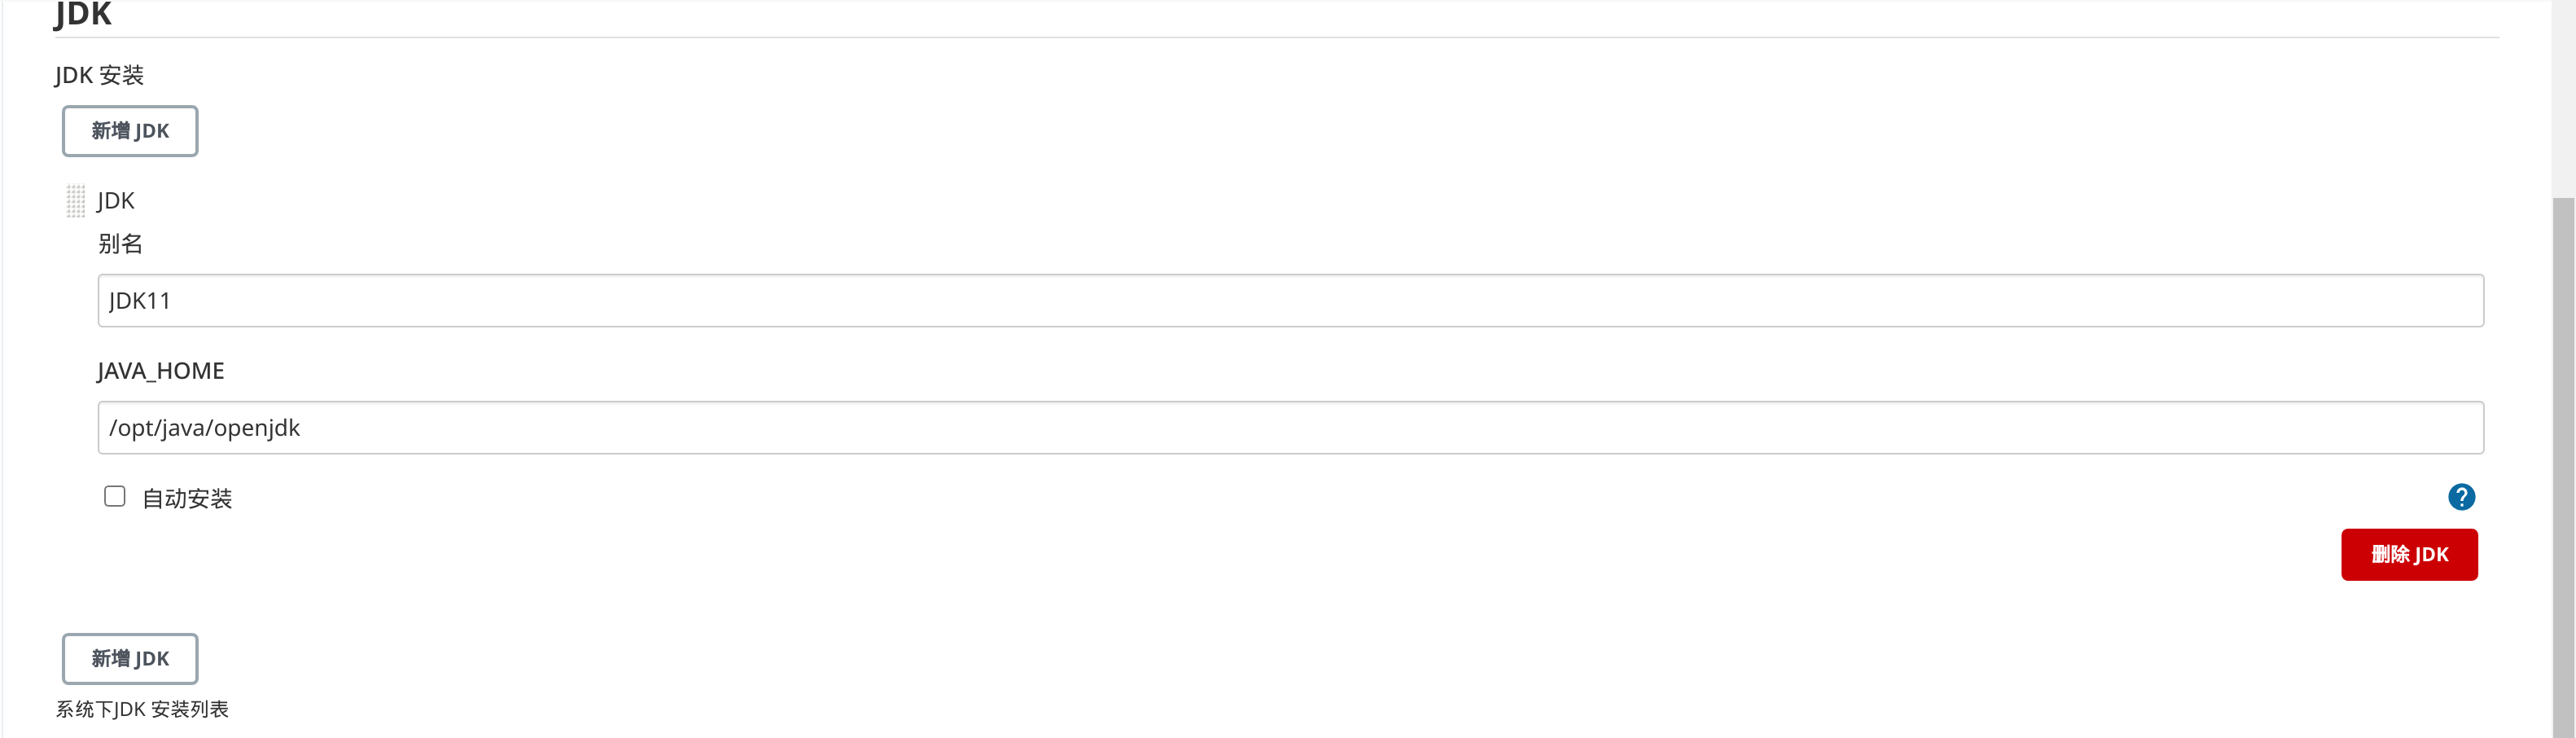 JDK
JDK 安装
新增 JDK
JDK
别名
JDK11
JAVA_HOME
/opt/java/openjdk
自动安装
?
删除 JDK
新增 JDK
系统下JDK 安装列表